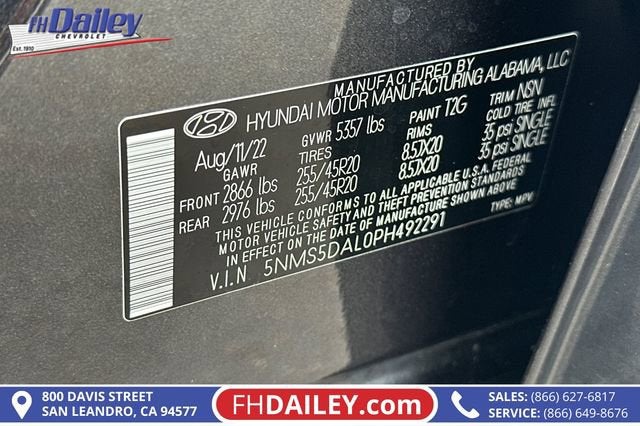 FH Dailey
CHEVROLET
Est. 1910
MANUFACTURED BY
HYUNDAI MOTOR MANUFACTURING ALABAMA, LLC
Aug/11/22 GVWR 5357 lbs PAINT T2G TRIM NSN
GAWR TIRES RIMS COLD TIRE INFL
FRONT 2866 lbs 255/45R20 8.57X20 35 psi SINGLE
REAR 2976 lbs 255/45R20 8.57X20 35 psi SINGLE
THIS VEHICLE CONFORMS TO ALL APPLICABLE U.S.A. FEDERAL
MOTOR VEHICLE SAFETY AND THEFT PREVENTION STANDARDS
IN EFFECT ON THE DATE OF MANUFACTURE SHOWN ABOVE.
V.I.N 5NMS5DAL0PH492291 TYPE: MPV
800 DAVIS STREET
SAN LEANDRO, CA 94577
FHDAILEY.com
SALES: (866) 627-6817
SERVICE: (866) 649-8676